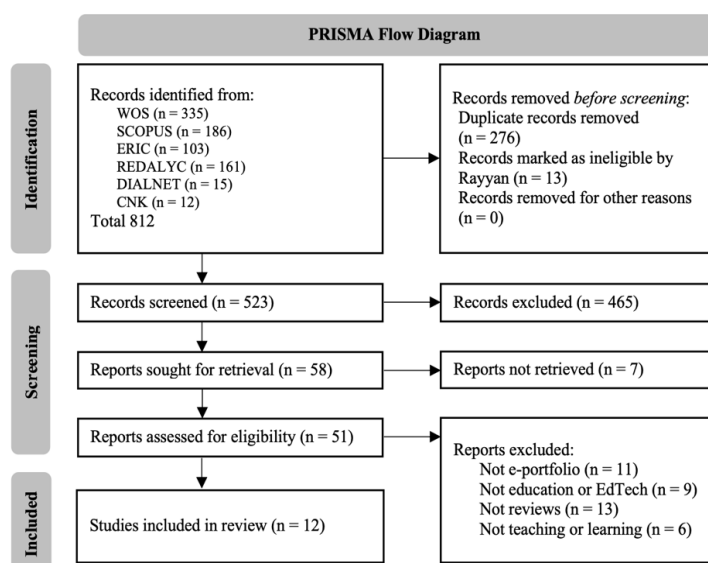 PRISMA Flow Diagram
Identification
Records identified from:
WOS (n = 335)
SCOPUS (n = 186)
ERIC (n = 103)
REDALYC (n = 161)
DIALNET (n = 15)
CNK (n = 12)
Total 812
Records removed before screening:
Duplicate records removed
(n = 276)
Records marked as ineligible by
Rayyan (n = 13)
Records removed for other reasons
(n = 0)
Screening
Records screened (n = 523)
Records excluded (n = 465)
Reports sought for retrieval (n = 58)
Reports not retrieved (n = 7)
Reports assessed for eligibility (n = 51)
Reports excluded:
Not e-portfolio (n = 11)
Not education or EdTech (n = 9)
Not reviews (n = 13)
Not teaching or learning (n = 6)
Included
Studies included in review (n = 12)